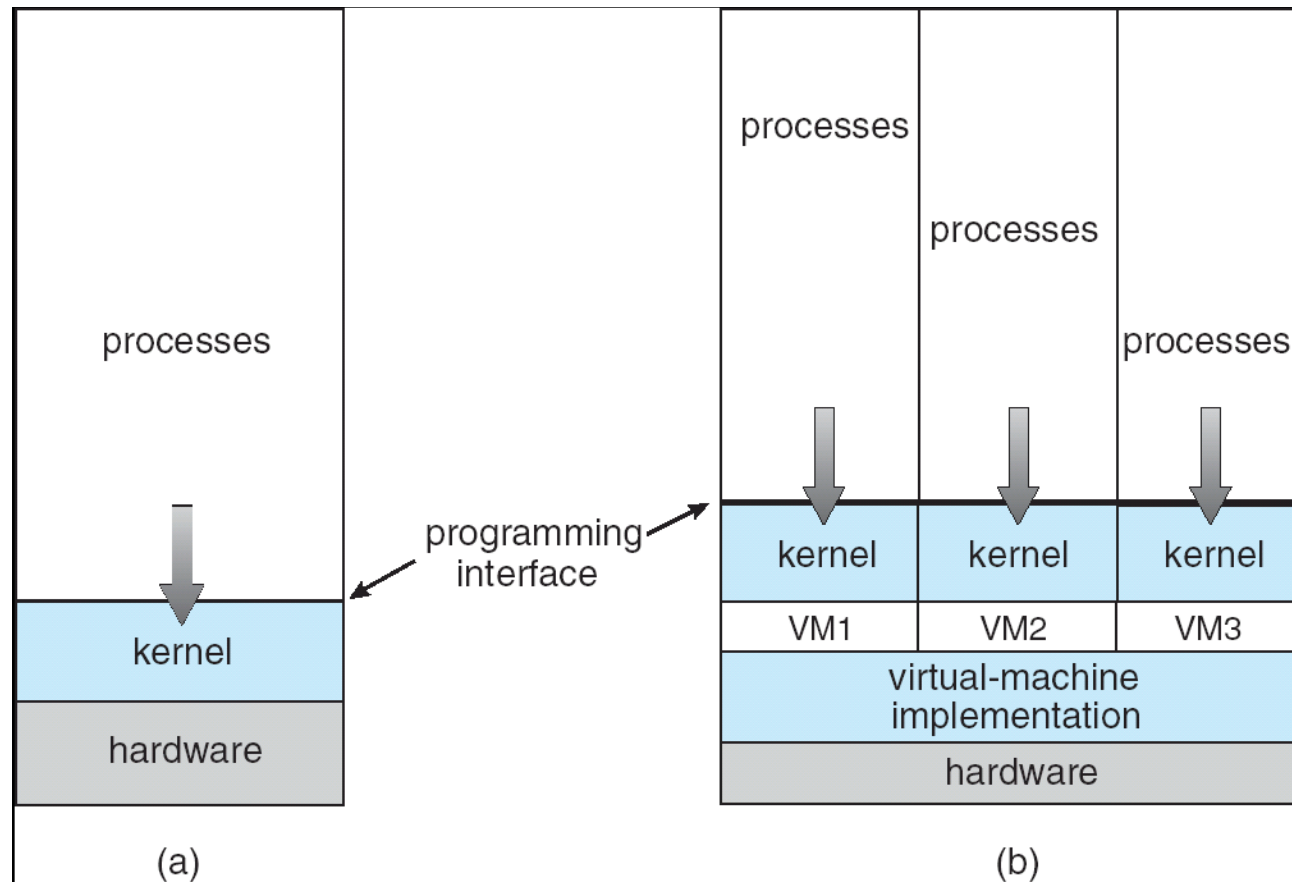 processes
kernel
hardware
(a)
programming
interface
processes
processes
processes
kernel
kernel
kernel
VM1
VM2
VM3
virtual-machine
implementation
hardware
(b)